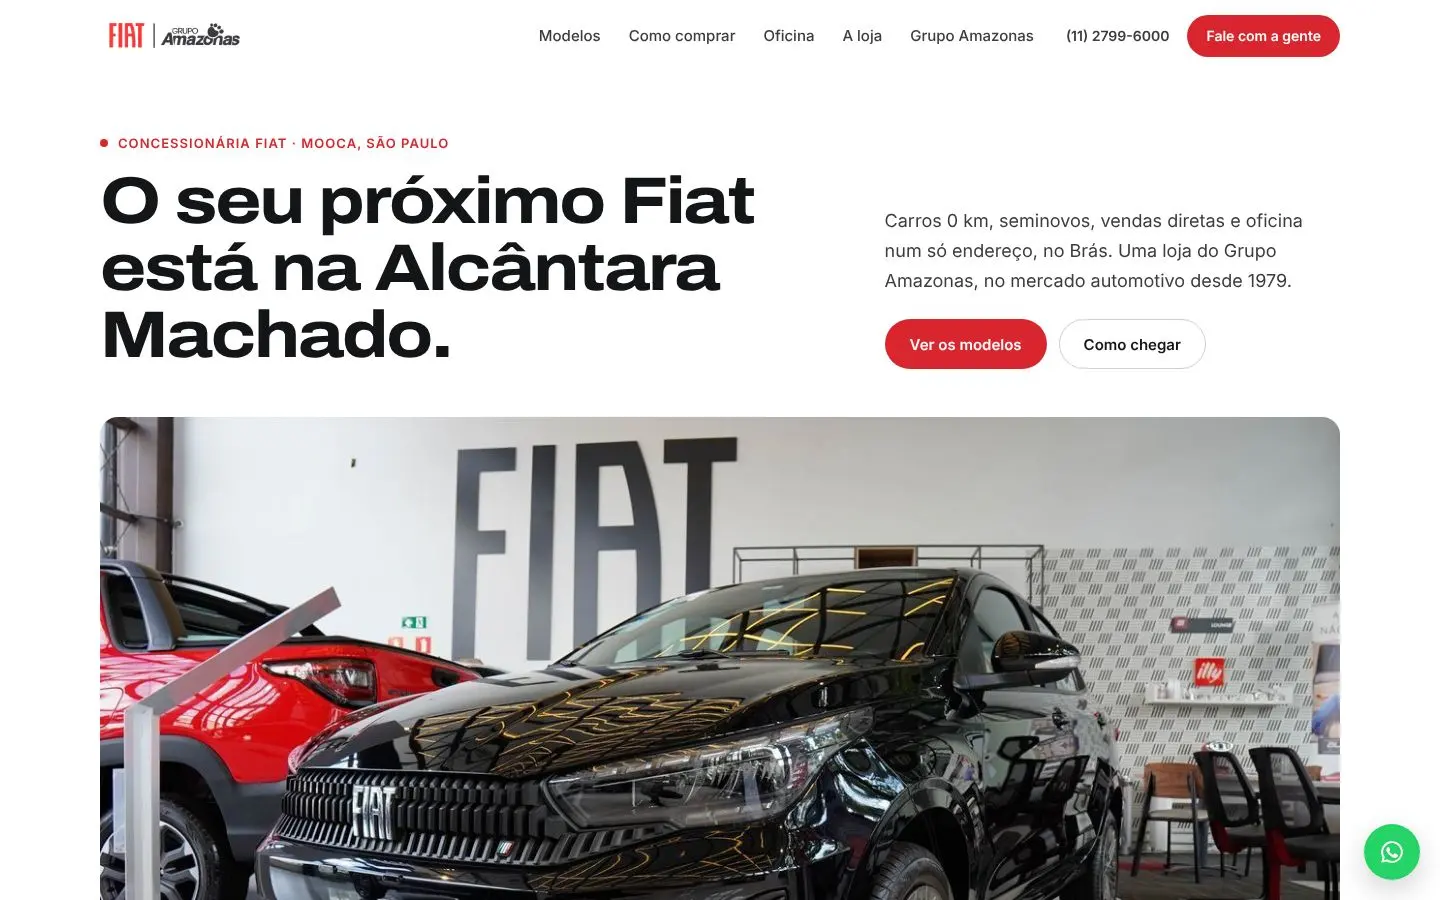 FIAT GRUPO Amazonas
Modelos Como comprar Oficina A loja Grupo Amazonas (11) 2799-6000 Fale com a gente
CONCESSIONÁRIA FIAT · MOOCA, SÃO PAULO
O seu próximo Fiat
está na Alcântara
Machado.
Carros 0 km, seminovos, vendas diretas e oficina
num só endereço, no Brás. Uma loja do Grupo
Amazonas, no mercado automotivo desde 1979.
Ver os modelos Como chegar
FIAT
LOUNGE
illy
FIAT